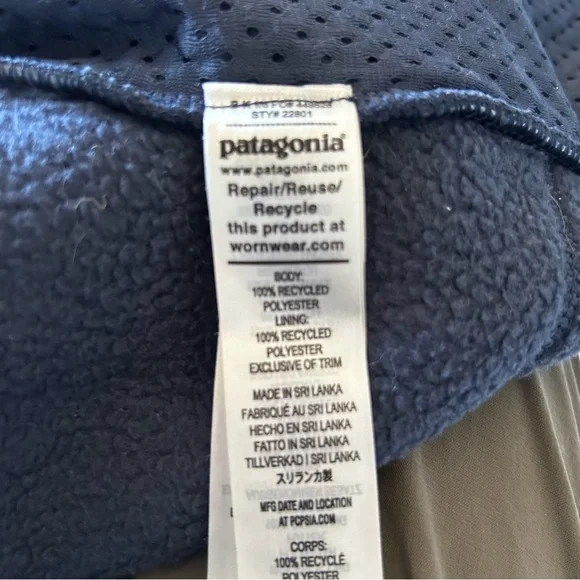 STY# 22801
patagonia®
www.patagonia.com
Repair/Reuse/
Recycle
this product at
wornwear.com
BODY:
100% RECYCLED
POLYESTER
LINING:
100% RECYCLED
POLYESTER
EXCLUSIVE OF TRIM
MADE IN SRI LANKA
FABRIQUÉ AU SRI LANKA
HECHO EN SRI LANKA
FATTO IN SRI LANKA
TILLVERKAD I SRI LANKA
スリランカ製
MFG DATE AND LOCATION
AT PCPSIA.COM
CORPS:
100% RECYCLÉ
POLYESTER